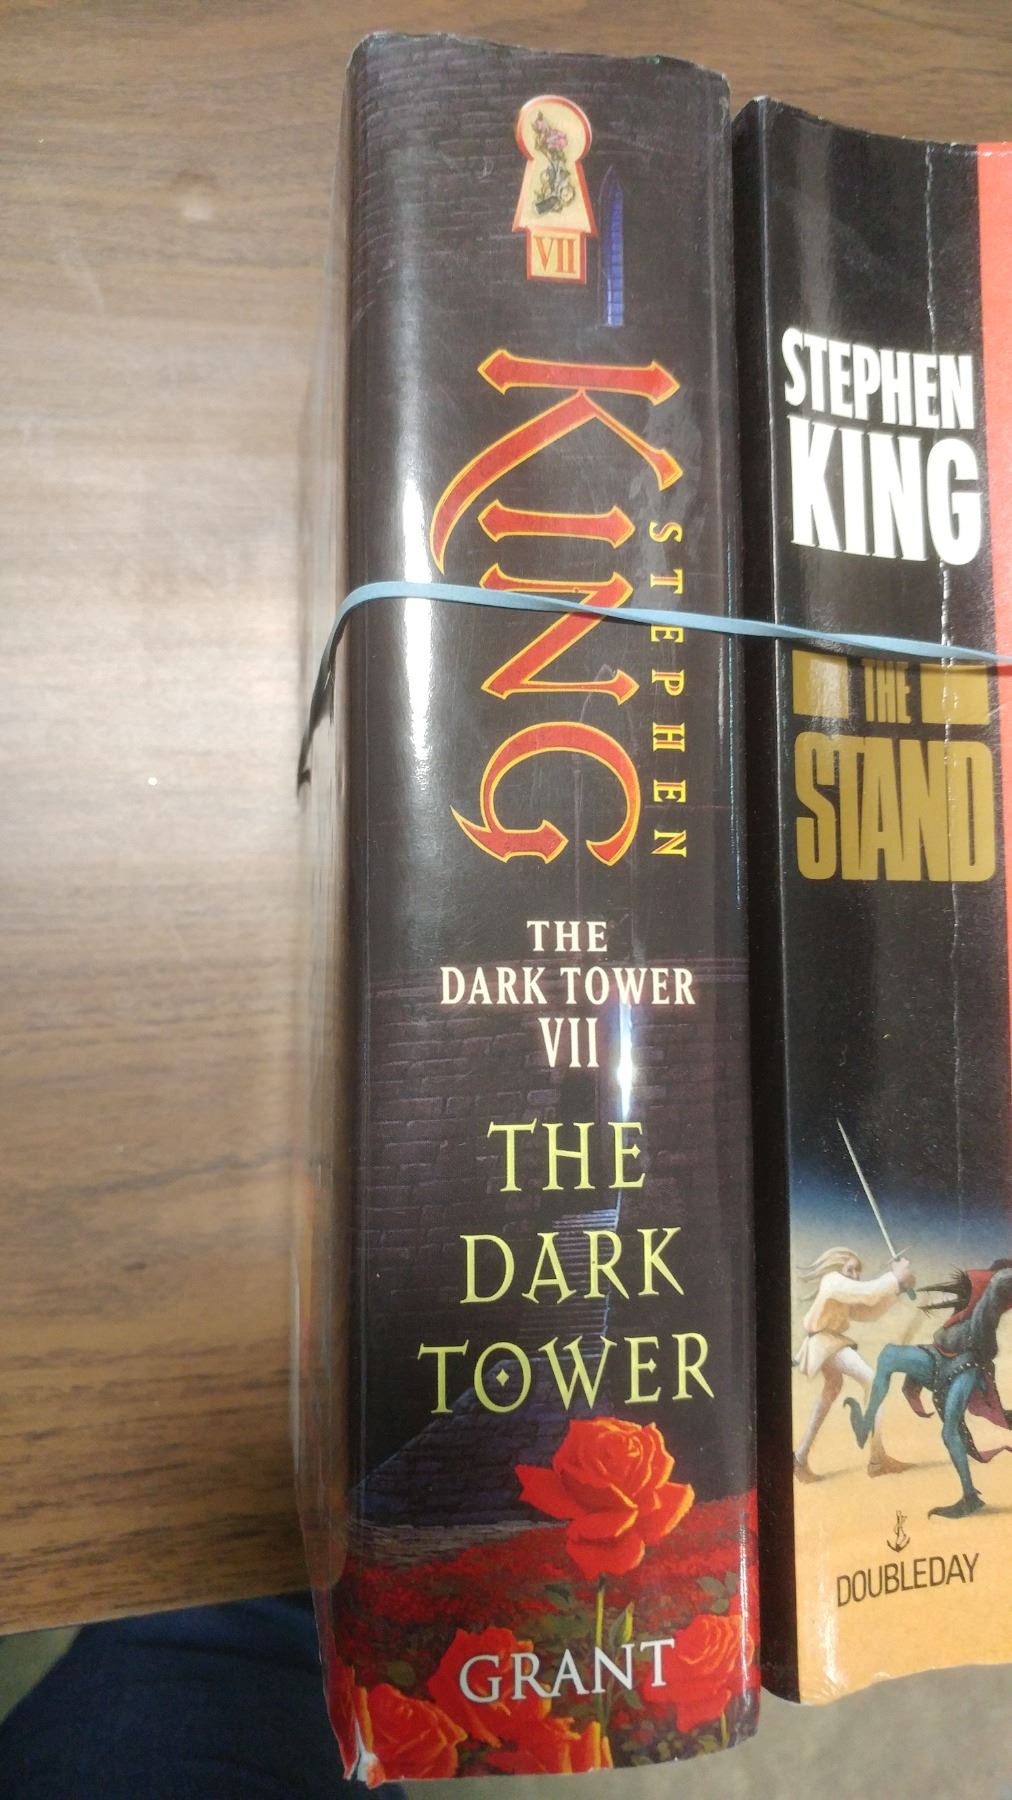 VII
KING
STEPHEN
THE
DARK TOWER
VII
THE
DARK
TOWER
GRANT
STEPHEN
KING
THE
STAND
DOUBLEDAY